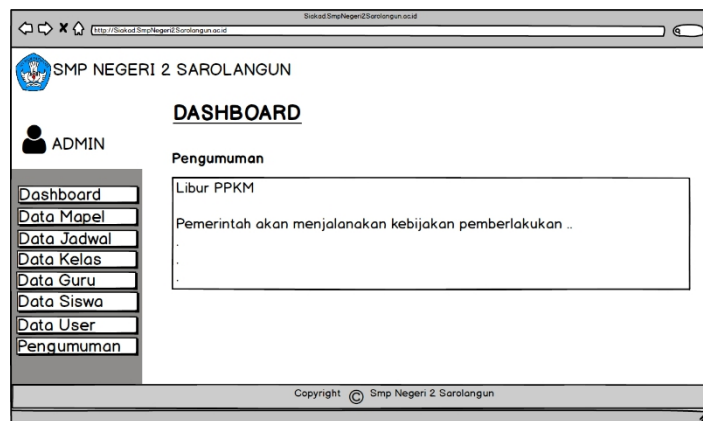 Siakad.SmpNegeri2Sarolangun.ac.id
http://Siakad.SmpNegeri2Sarolangun.ac.id
SMP NEGERI 2 SAROLANGUN
DASHBOARD
ADMIN
Pengumuman
Dashboard
Data Mapel
Data Jadwal
Data Kelas
Data Guru
Data Siswa
Data User
Pengumuman
Libur PPKM
Pemerintah akan menjalanakan kebijakan pemberlakukan ..
.
.
.
Copyright © Smp Negeri 2 Sarolangun